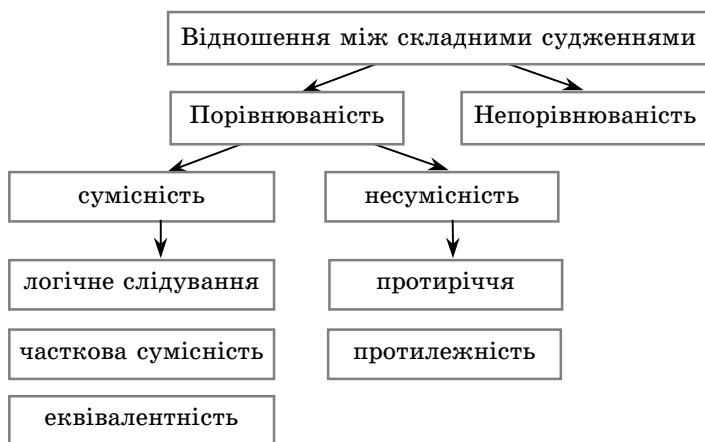 Відношення між складними судженнями
Порівнюваність
Непорівнюваність
сумісність
несумісність
логічне слідування
протиріччя
часткова сумісність
протилежність
еквівалентність